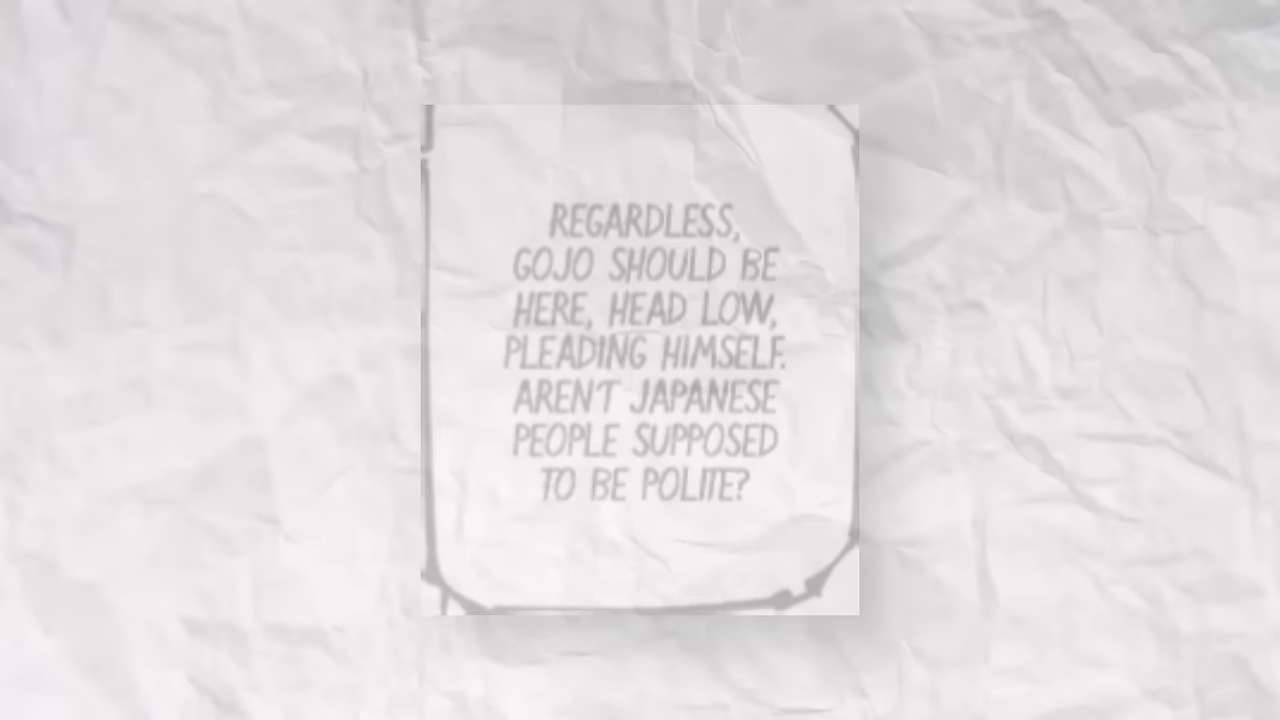 REGARDLESS,
GOJO SHOULD BE
HERE, HEAD LOW,
PLEADING HIMSELF.
AREN'T JAPANESE
PEOPLE SUPPOSED
TO BE POLITE?